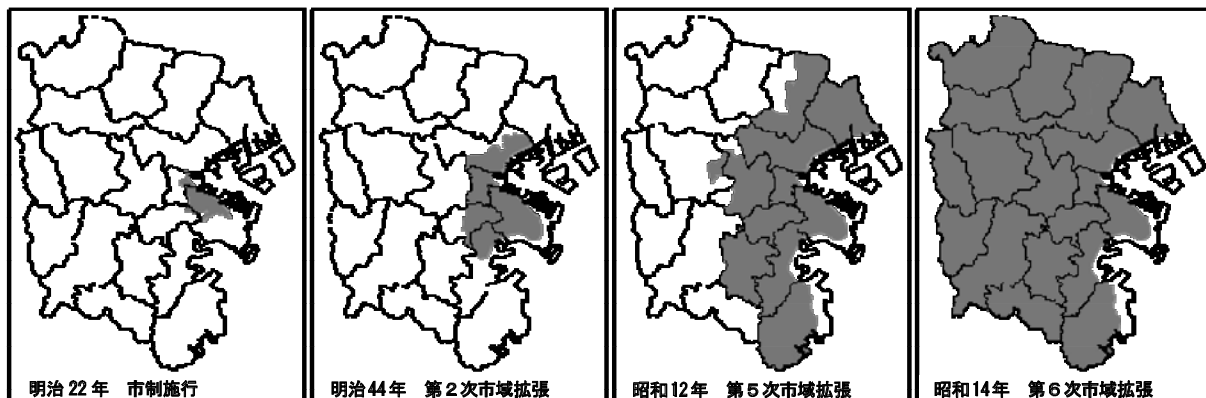 明治22年 市制施行
明治44年 第2次市域拡張
昭和12年 第5次市域拡張
昭和14年 第6次市域拡張